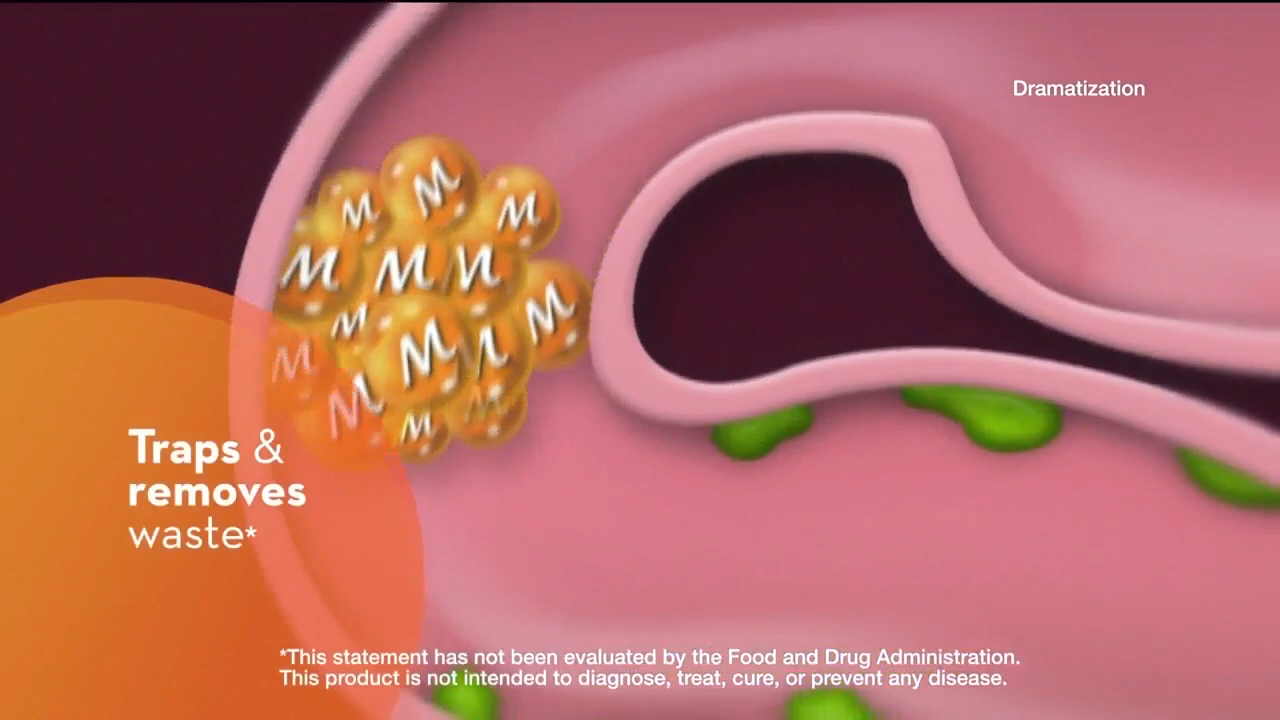 Dramatization
M
M
M
M
M
M
M
M
M
M
M
M
M
M
Traps &
removes
waste*
*This statement has not been evaluated by the Food and Drug Administration.
This product is not intended to diagnose, treat, cure, or prevent any disease.